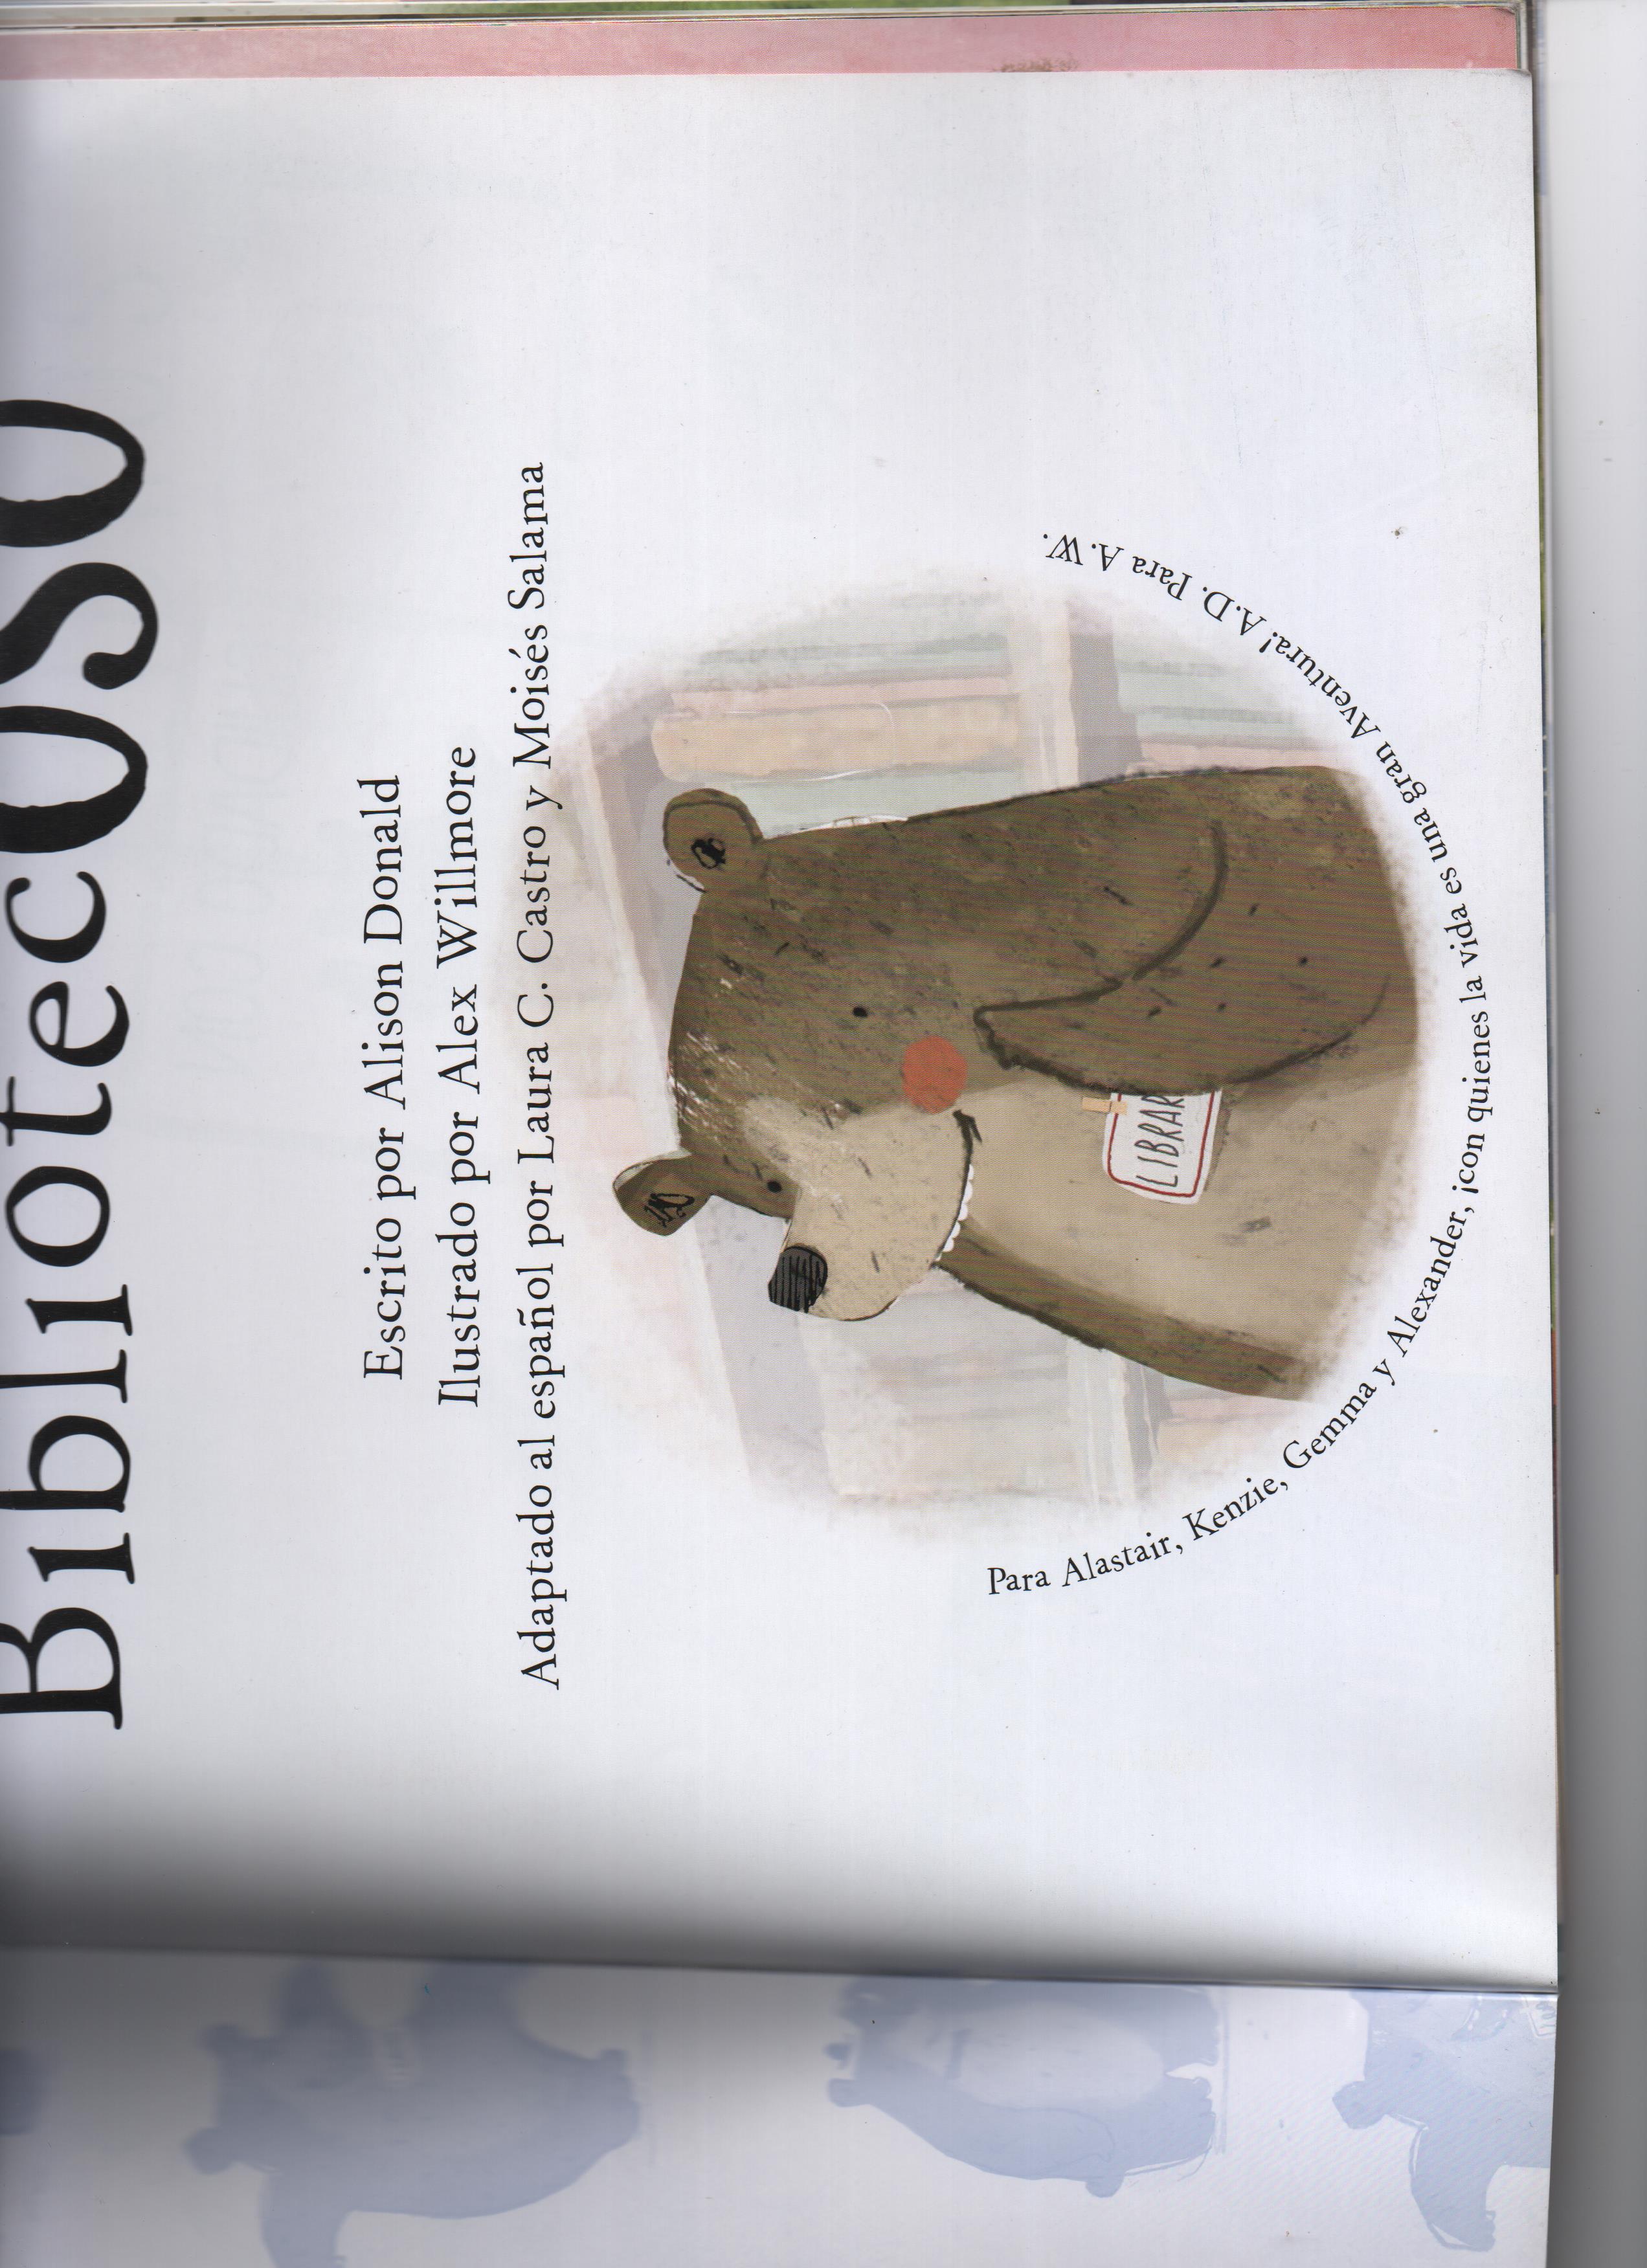 BibliotecOSO
Escrito por Alison Donald
Ilustrado por Alex Willmore
Adaptado al español por Laura C. Castro y Moisés Salama
LIBRAR
Para Alastair, Kenzie, Gemma y Alexander, ¡con quienes la vida es una gran Aventura! A.D. Para A.W.